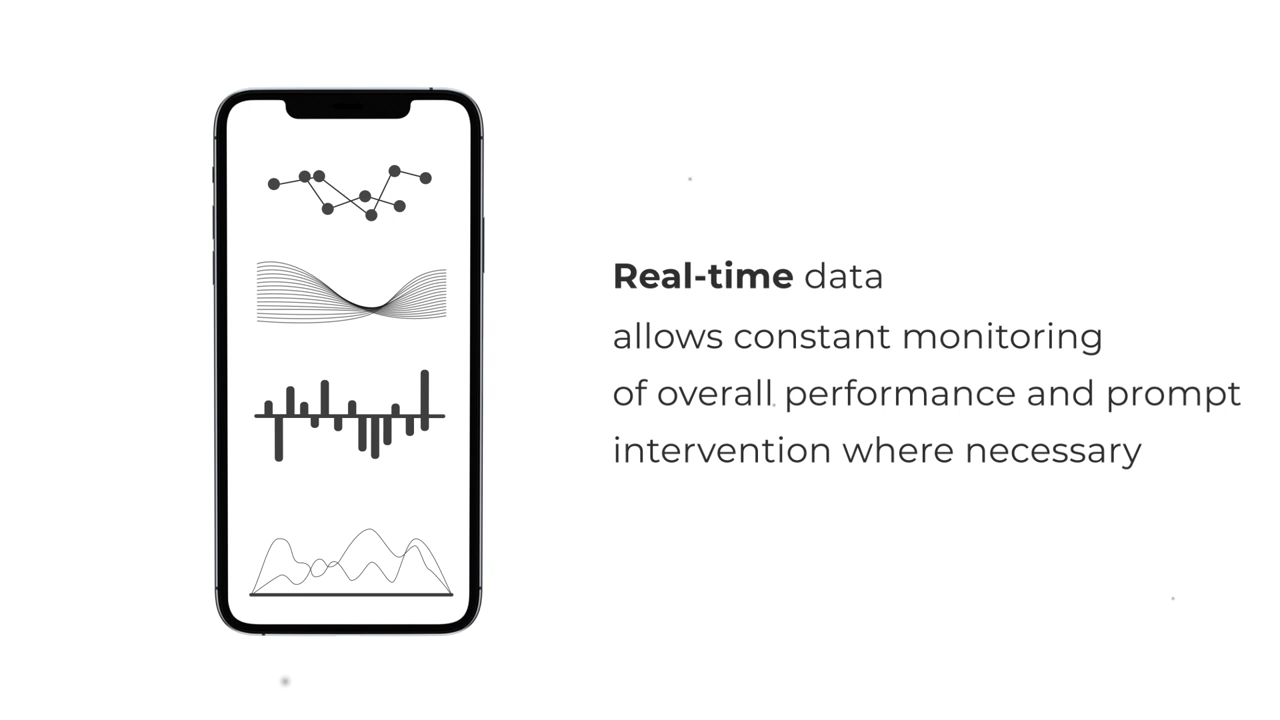 Real-time data
allows constant monitoring
of overall performance and prompt
intervention where necessary